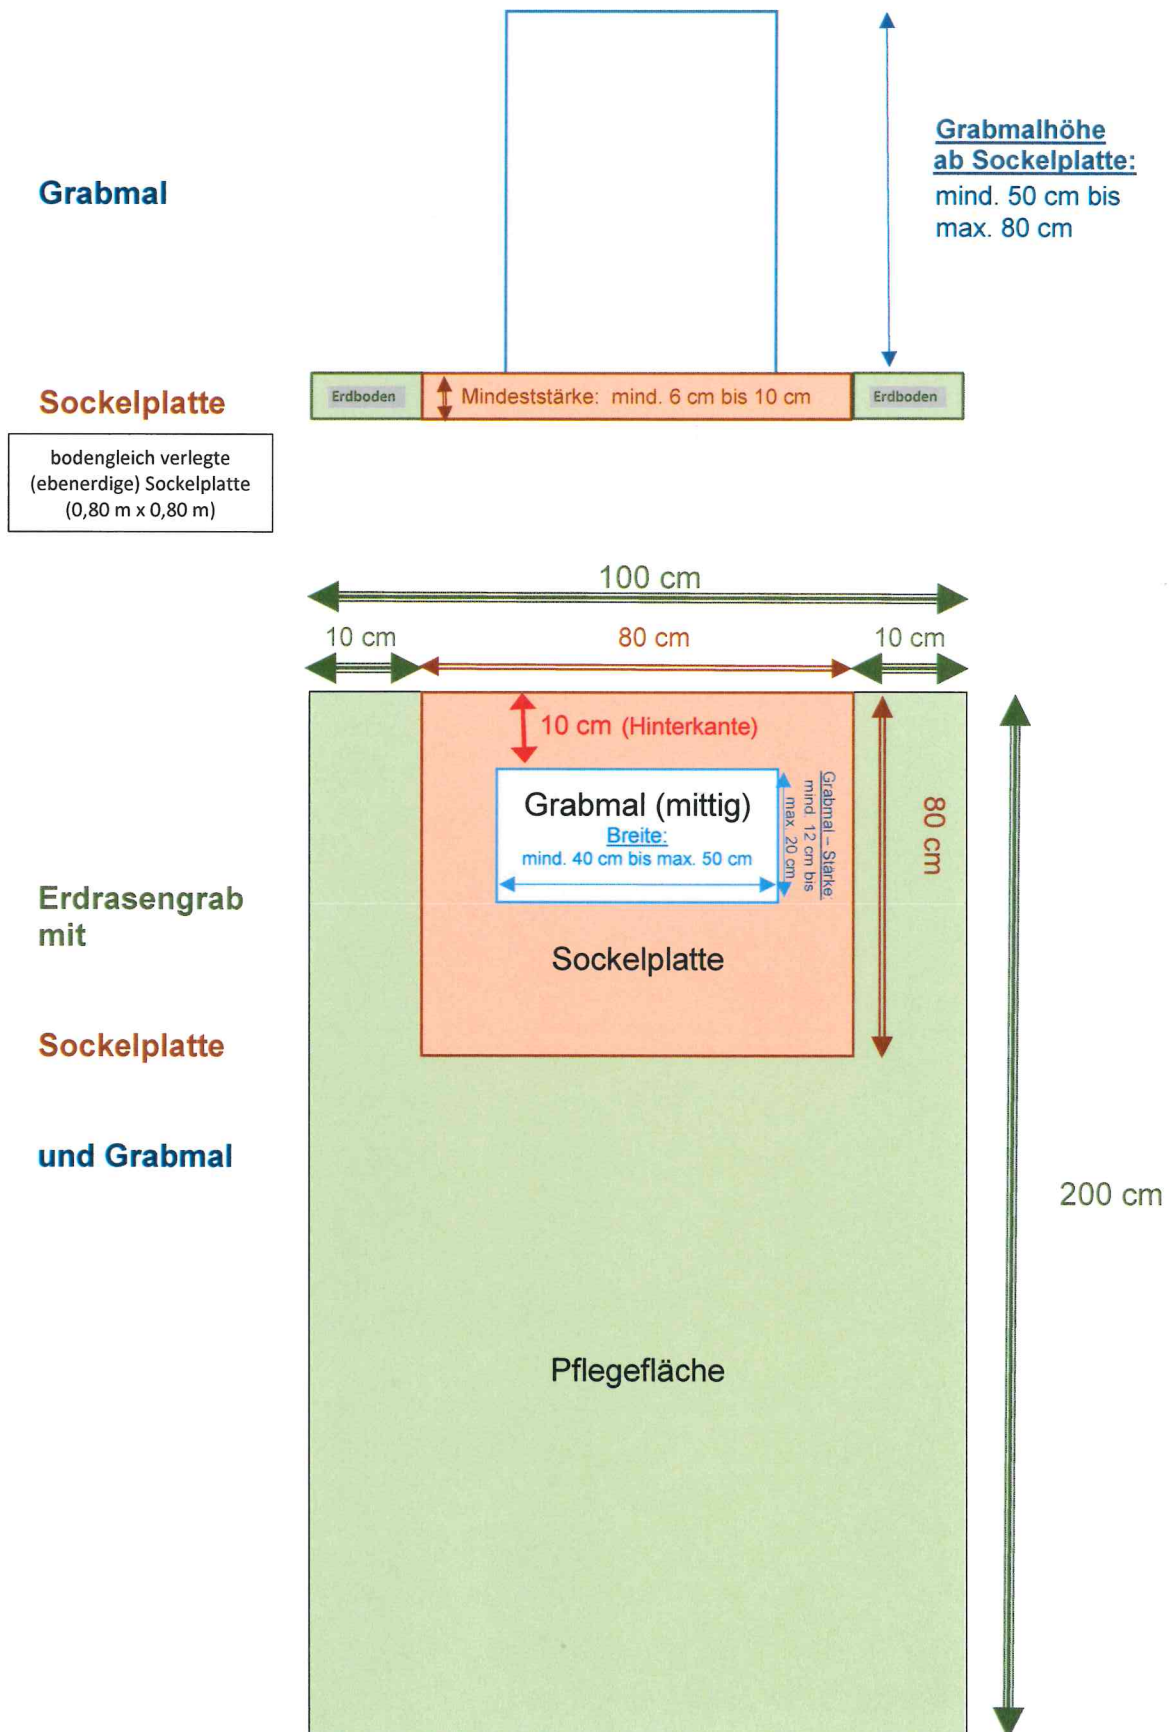 Grabmal
Grabmalhöhe
ab Sockelplatte:
mind. 50 cm bis
max. 80 cm
Sockelplatte
Erdboden
Mindeststärke: mind. 6 cm bis 10 cm
Erdboden
bodengleich verlegte
(ebenerdige) Sockelplatte
(0,80 m x 0,80 m)
100 cm
10 cm
80 cm
10 cm
10 cm (Hinterkante)
Grabmal (mittig)
Breite:
mind. 40 cm bis max. 50 cm
Grabmal – Stärke:
mind. 12 cm bis
max. 20 cm
80 cm
Sockelplatte
Erdrasengrab
mit
Sockelplatte
und Grabmal
200 cm
Pflegefläche